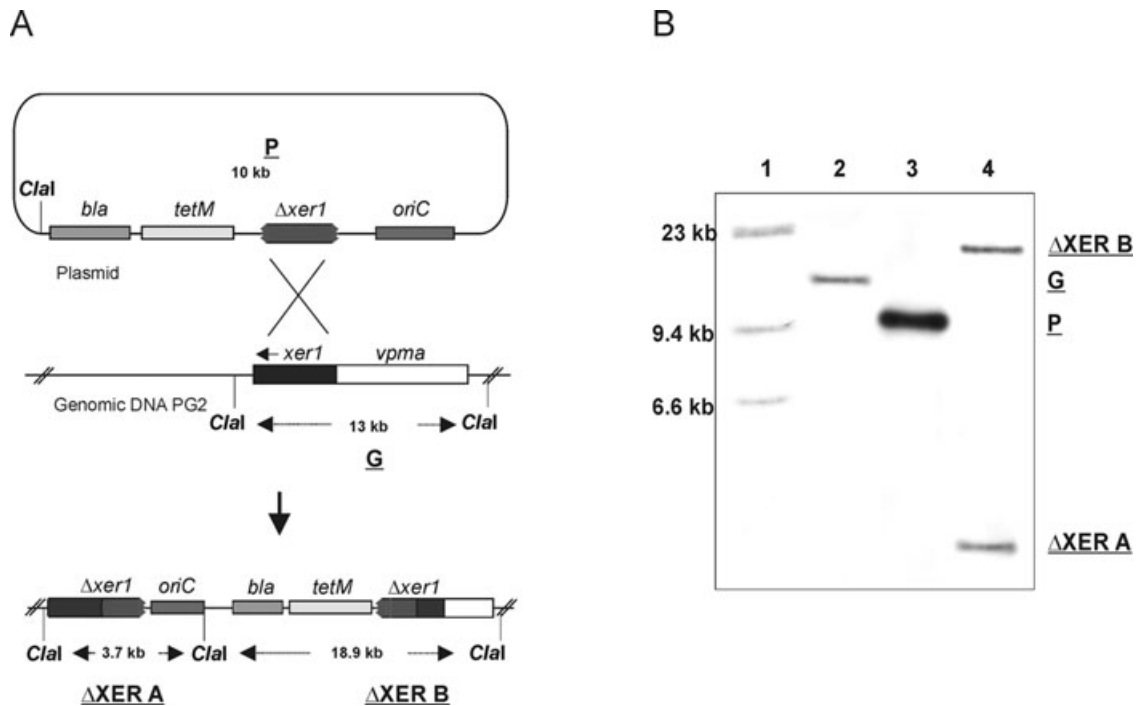 A
P
10 kb
ClaI
bla tetM Δxer1 oriC
Plasmid
xer1 vpma
Genomic DNA PG2
ClaI 13 kb ClaI
G
Δxer1 oriC bla tetM Δxer1
ClaI 3.7 kb ClaI 18.9 kb ClaI
ΔXER A ΔXER B
B
1 2 3 4
23 kb
9.4 kb
6.6 kb
ΔXER B
G
P
ΔXER A